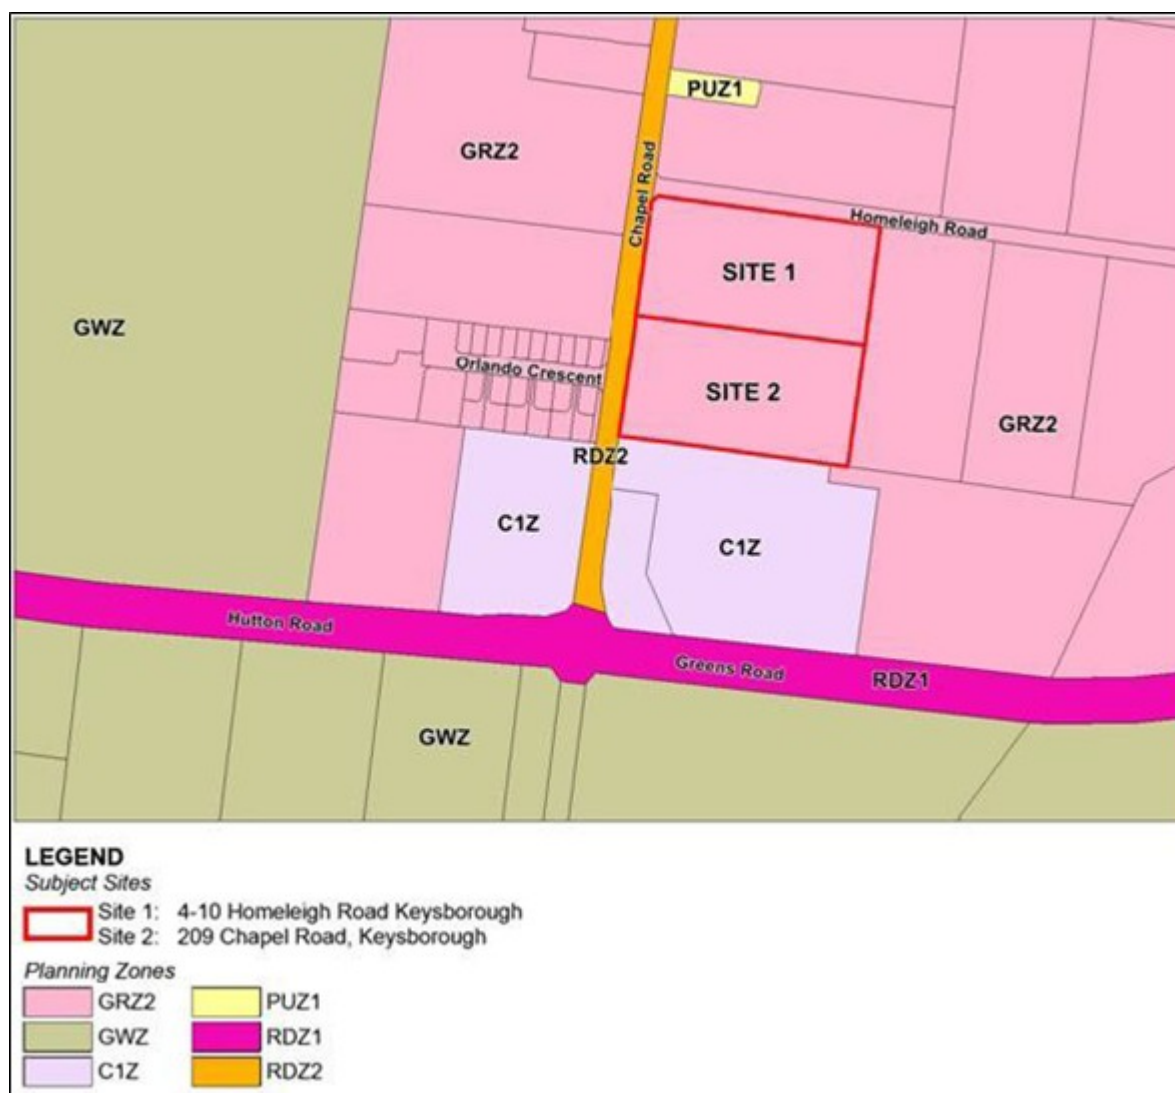 PUZ1
GRZ2
Chapel Road
Homeleigh Road
SITE 1
GWZ
Orlando Crescent
SITE 2
GRZ2
RDZ2
C1Z
C1Z
Hutton Road
Greens Road
RDZ1
GWZ
LEGEND
Subject Sites
Site 1: 4-10 Homeleigh Road Keysborough
Site 2: 209 Chapel Road, Keysborough
Planning Zones
GRZ2 PUZ1
GWZ RDZ1
C1Z RDZ2